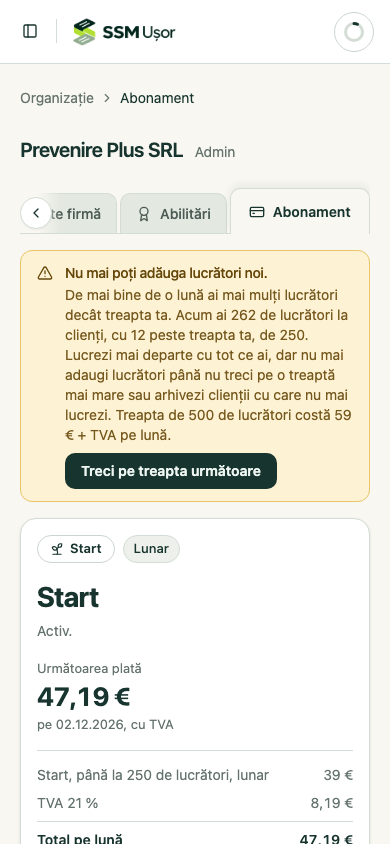 SSM Ușor
Organizație > Abonament
Prevenire Plus SRL Admin
te firmă
Abilități
Abonament
Nu mai poți adăuga lucrători noi.
De mai bine de o lună ai mai mulți lucrători
decât treapta ta. Acum ai 262 de lucrători la
clienți, cu 12 peste treapta ta, de 250.
Lucrezi mai departe cu tot ce ai, dar nu mai
adaugi lucrători până nu treci pe o treaptă
mai mare sau arhivezi clienții cu care nu mai
lucrezi. Treapta de 500 de lucrători costă 59
€ + TVA pe lună.
Treci pe treapta următoare
Start
Lunar
Start
Activ.
Următoarea plată
47,19 €
pe 02.12.2026, cu TVA
Start, până la 250 de lucrători, lunar 39 €
TVA 21 % 8,19 €
Total pe lună 47,19 €